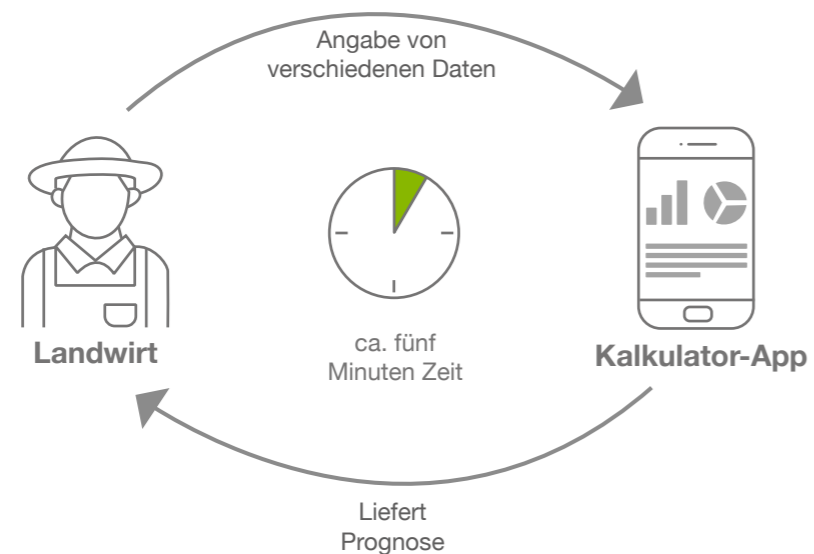 Angabe von
verschiedenen Daten
Landwirt
ca. fünf
Minuten Zeit
Kalkulator-App
Liefert
Prognose